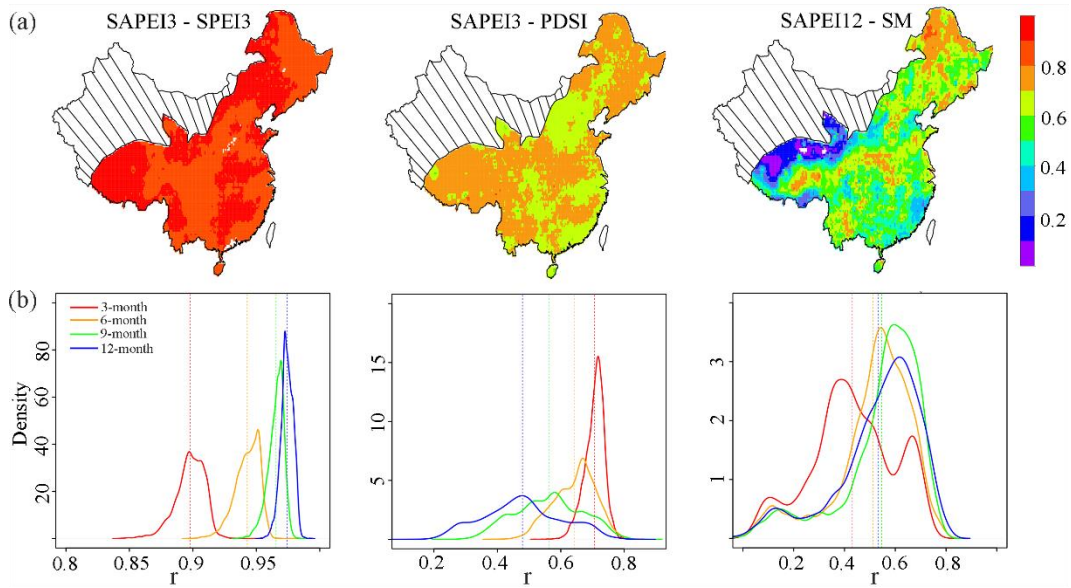 (a) SAPEI3 - SPEI3 SAPEI3 - PDSI SAPEI12 - SM
0.8
0.6
0.4
0.2
(b)
3-month
6-month
9-month
12-month
Density
20 40 60 80
5 10 15
1 2 3
0.8 0.85 0.9 0.95
0.2 0.4 0.6 0.8
0 0.2 0.4 0.6 0.8
r r r